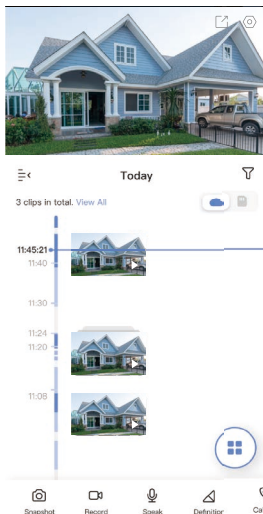 Today
3 clips in total. View All
11:45:21
11:40
11:30
11:24
11:20
11:08
Snapshot
Record
Speak
Definition